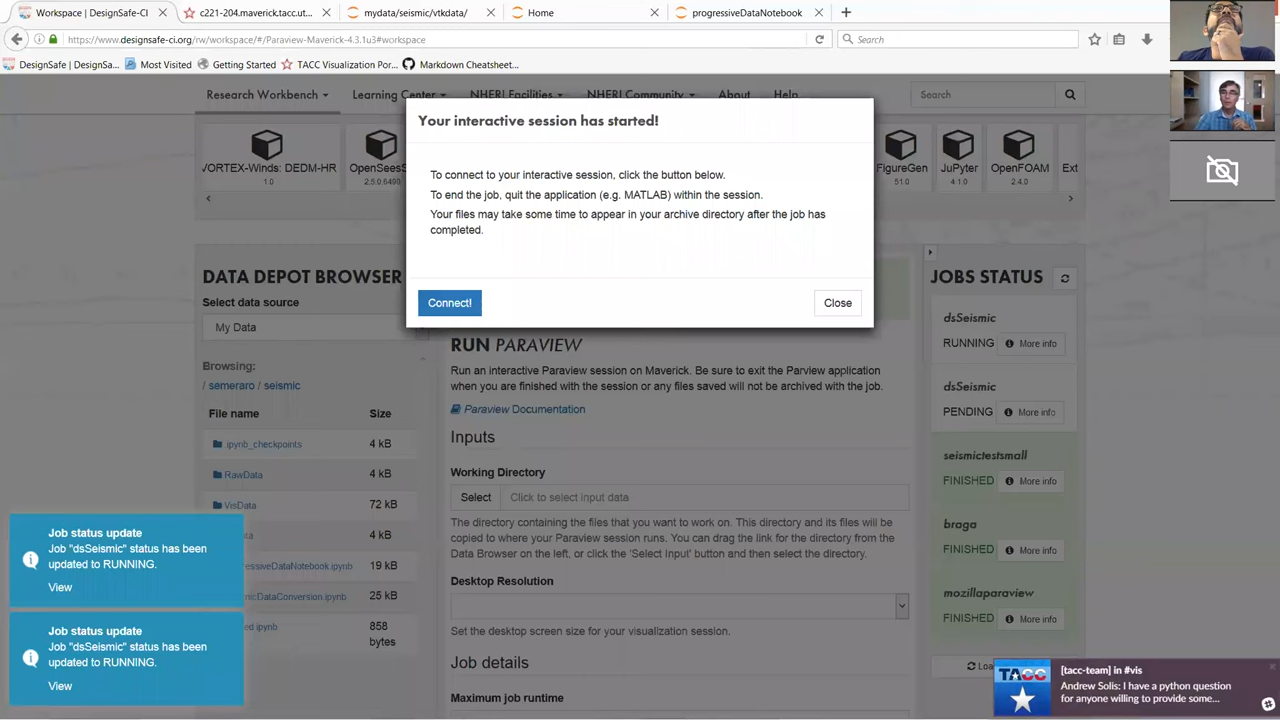 Workspace | DesignSafe-CI
c221-204.maverick.tacc.ut...
mydata/seismic/vtkdata/
Home
progressiveDataNotebook
https://www.designsafe-ci.org/rw/workspace/#/Paraview-Maverick-4.3.1u3#workspace
Search
DesignSafe | DesignSa...
Most Visited
Getting Started
TACC Visualization Por...
Markdown Cheatsheet...
Research Workbench
Learning Center
NHERI Facilities
NHERI Community
About
Help
Search
VORTEX-Winds: DEDM-HR
1.0
OpenSeesS
2.5.0.6490
FigureGen
51.0
JuPyter
4.1.0
OpenFOAM
2.4.0
Ext
Your interactive session has started!
To connect to your interactive session, click the button below.
To end the job, quit the application (e.g. MATLAB) within the session.
Your files may take some time to appear in your archive directory after the job has
completed.
Connect!
Close
DATA DEPOT BROWSER
Select data source
My Data
Browsing:
/ semeraro / seismic
File name
Size
.ipynb_checkpoints
4 kB
RawData
4 kB
VisData
72 kB
4 kB
ressiveDataNotebook.ipynb
19 kB
micDataConversion.ipynb
25 kB
ed.ipynb
858
bytes
RUN PARAVIEW
Run an interactive Paraview session on Maverick. Be sure to exit the Parview application
when you are finished with the session or any files saved will not be archived with the job.
Paraview Documentation
Inputs
Working Directory
Select
Click to select input data
The directory containing the files that you want to work on. This directory and its files will be
copied to where your Paraview session runs. You can drag the link for the directory from the
Data Browser on the left, or click the 'Select Input' button and then select the directory.
Desktop Resolution
Set the desktop screen size for your visualization session.
Job details
Maximum job runtime
JOBS STATUS
dsSeismic
RUNNING
More info
dsSeismic
PENDING
More info
seismictestsmall
FINISHED
More info
braga
FINISHED
More info
mozillaparaview
FINISHED
More info
Loa
Job status update
Job "dsSeismic" status has been
updated to RUNNING.
View
Job status update
Job "dsSeismic" status has been
updated to RUNNING.
View
TACC
[tacc-team] in #vis
Andrew Solis: I have a python question
for anyone willing to provide some...